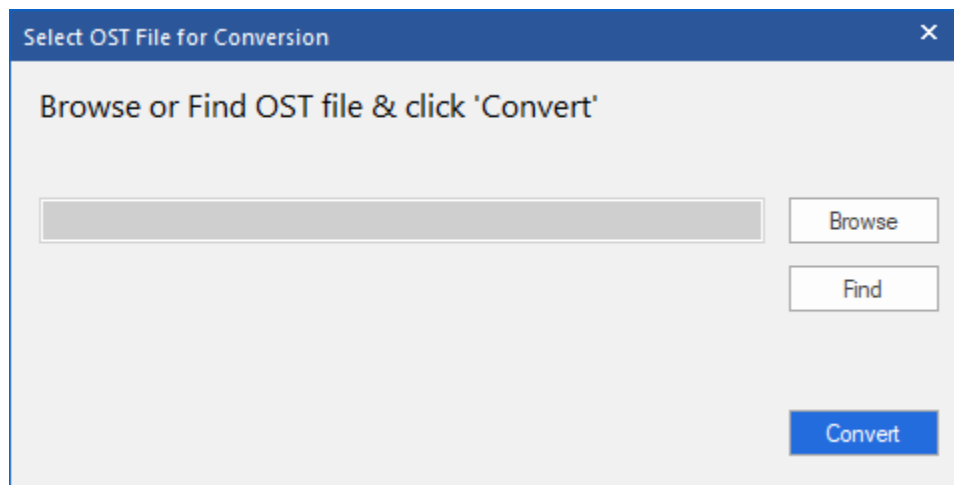 Select OST File for Conversion
Browse or Find OST file & click 'Convert'
Browse
Find
Convert